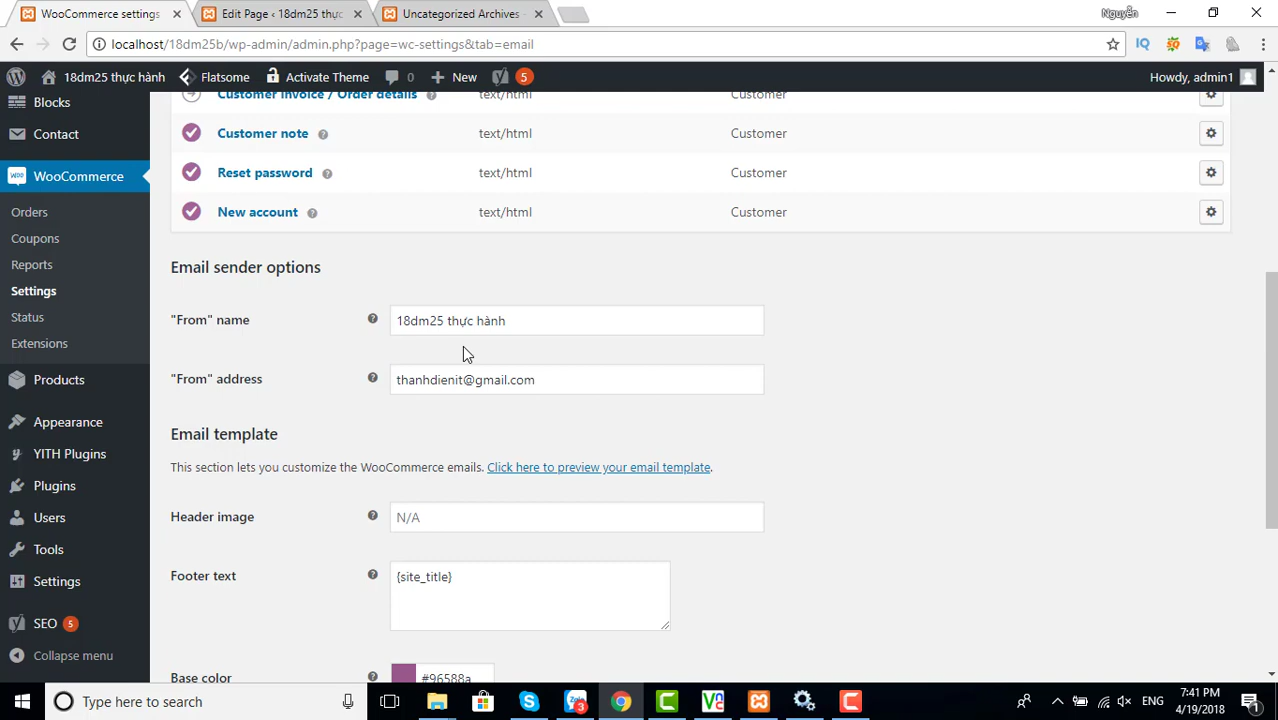 WooCommerce settings
Edit Page ‹ 18dm25 thực
Uncategorized Archives -
Nguyễn
localhost/18dm25b/wp-admin/admin.php?page=wc-settings&tab=email
18dm25 thực hành
Flatsome
Activate Theme
0
New
5
Howdy, admin1
Blocks
Contact
WooCommerce
Orders
Coupons
Reports
Settings
Status
Extensions
Products
Appearance
YITH Plugins
Plugins
Users
Tools
Settings
SEO 5
Collapse menu
Customer invoice / Order details text/html Customer
Customer note text/html Customer
Reset password text/html Customer
New account text/html Customer
Email sender options
"From" name 18dm25 thực hành
"From" address thanhdienit@gmail.com
Email template
This section lets you customize the WooCommerce emails. Click here to preview your email template.
Header image N/A
Footer text {site_title}
Base color #96588a
Type here to search
Zalo
3
ENG
7:41 PM
4/19/2018
1